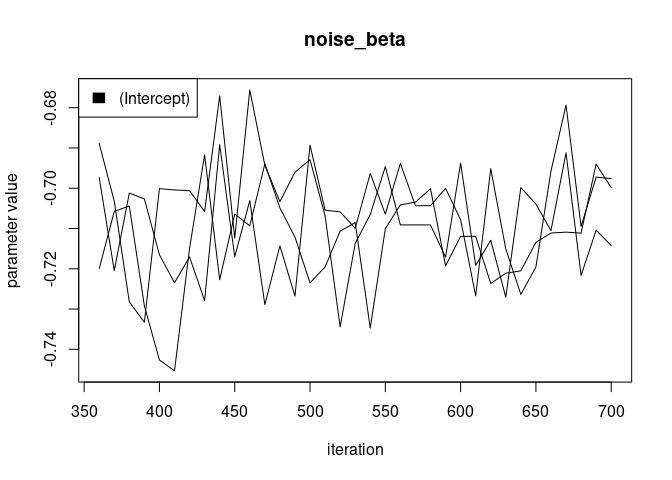 noise_beta
(Intercept)
parameter value
-0.68
-0.70
-0.72
-0.74
350 400 450 500 550 600 650 700
iteration